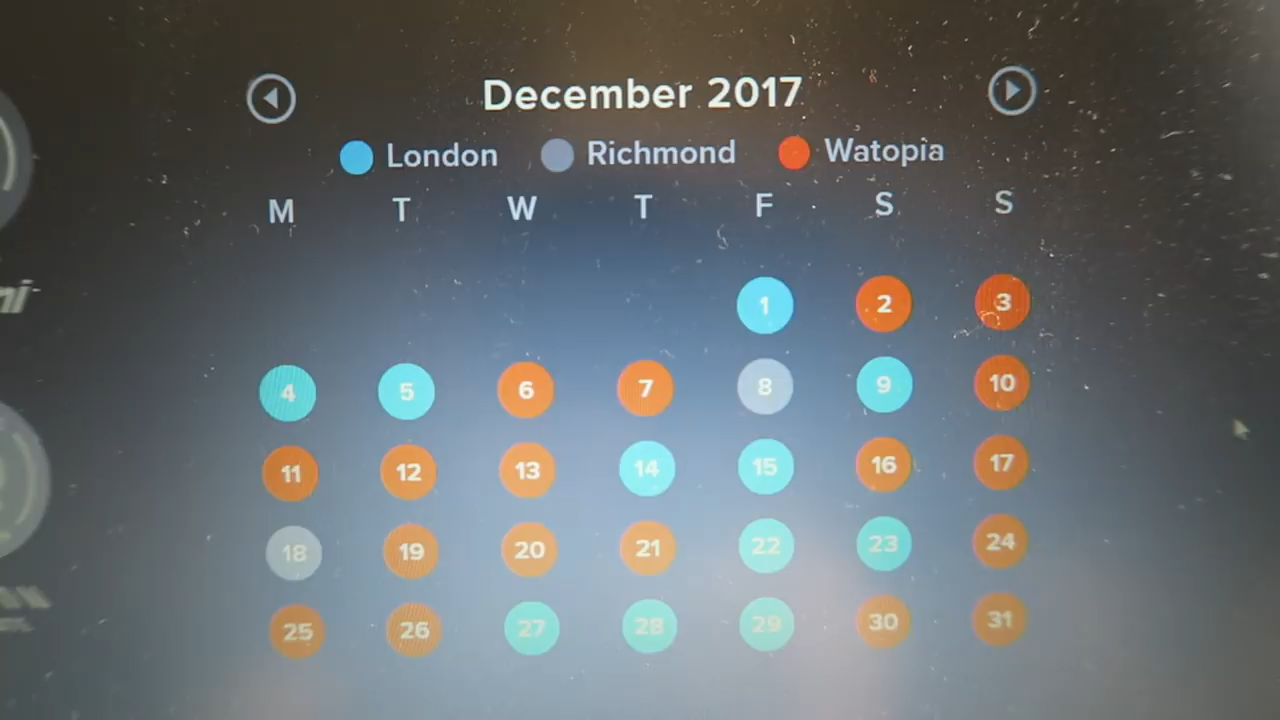 December 2017
London Richmond Watopia
M T W T F S S
1 2 3
4 5 6 7 8 9 10
11 12 13 14 15 16 17
18 19 20 21 22 23 24
25 26 27 28 29 30 31